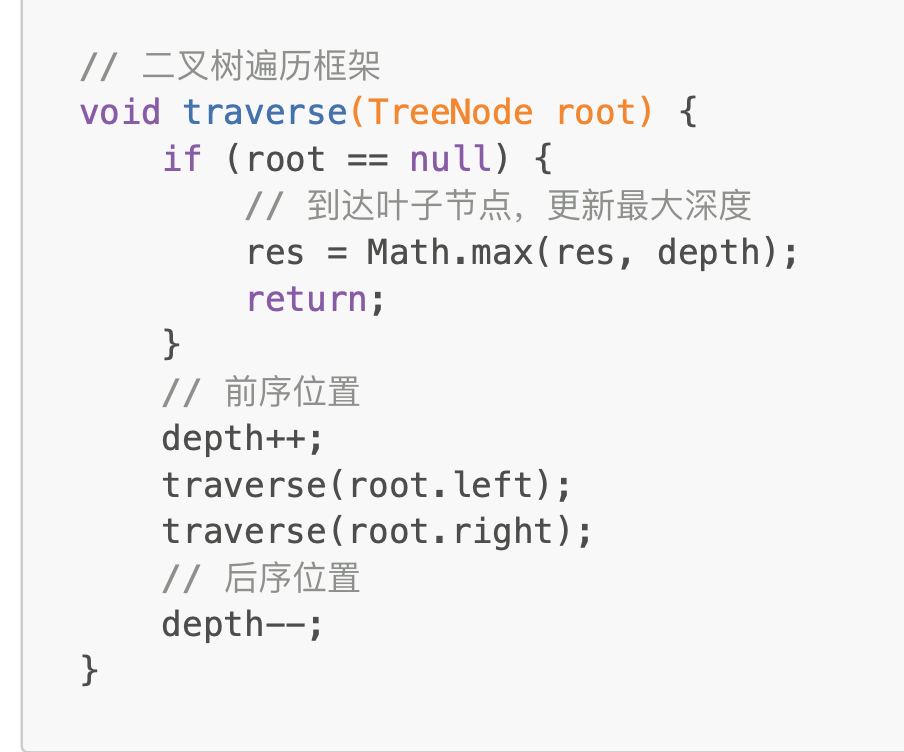 // 二叉树遍历框架
void traverse(TreeNode root) {
    if (root == null) {
        // 到达叶子节点，更新最大深度
        res = Math.max(res, depth);
        return;
    }
    // 前序位置
    depth++;
    traverse(root.left);
    traverse(root.right);
    // 后序位置
    depth--;
}